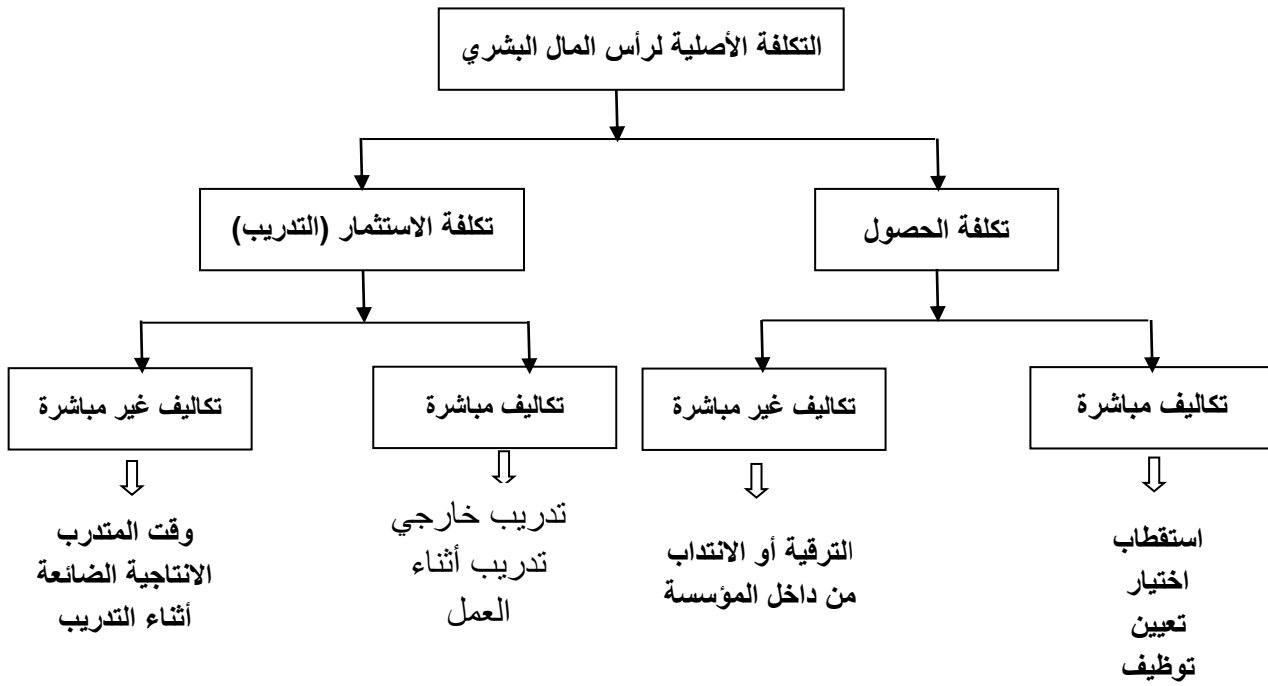 التكلفة الأصلية لرأس المال البشري
تكلفة الحصول
تكلفة الاستثمار (التدريب)
تكاليف مباشرة
تكاليف غير مباشرة
تكاليف مباشرة
تكاليف غير مباشرة
استقطاب
اختيار
تعيين
توظيف
الترقية أو الانتداب
من داخل المؤسسة
تدريب خارجي
تدريب أثناء
العمل
وقت المتدرب
الانتاجية الضائعة
أثناء التدريب